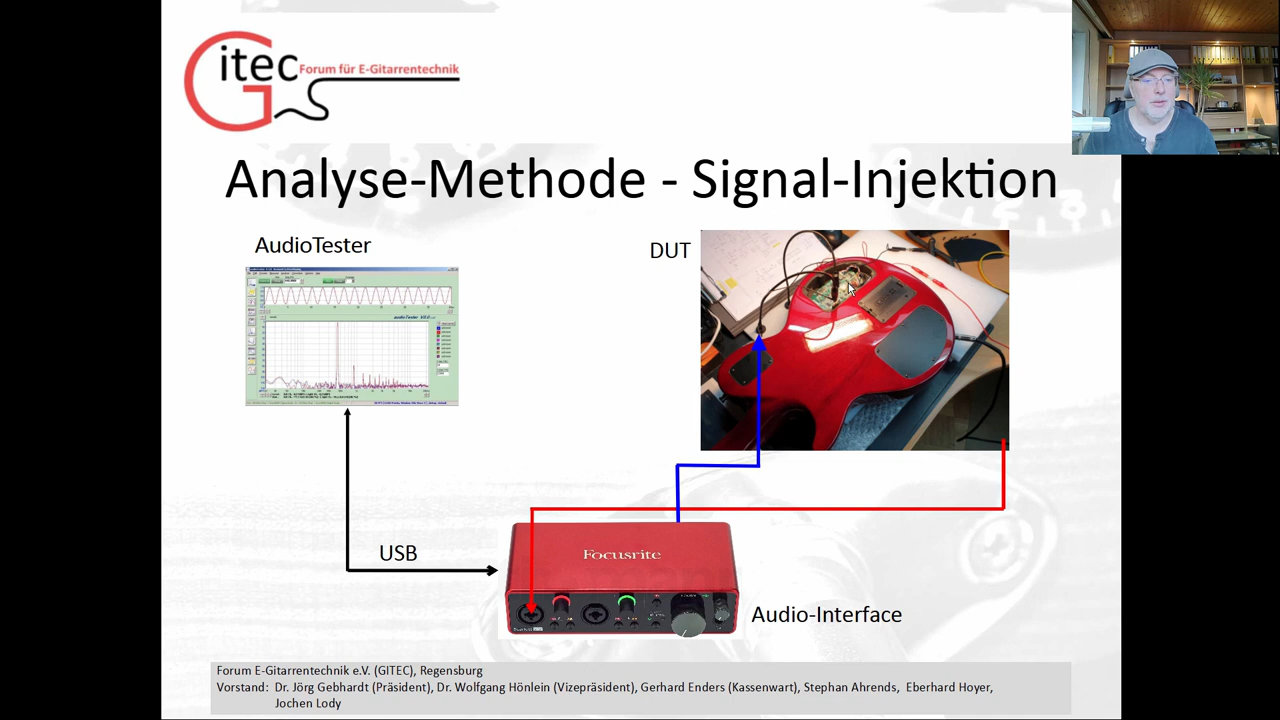 Gitec Forum für E-Gitarrentechnik
Analyse-Methode - Signal-Injektion
AudioTester
DUT
USB
Focusrite
Audio-Interface
Forum E-Gitarrentechnik e.V. (GITEC), Regensburg
Vorstand: Dr. Jörg Gebhardt (Präsident), Dr. Wolfgang Hönlein (Vizepräsident), Gerhard Enders (Kassenwart), Stephan Ahrends, Eberhard Hoyer,
Jochen Lody